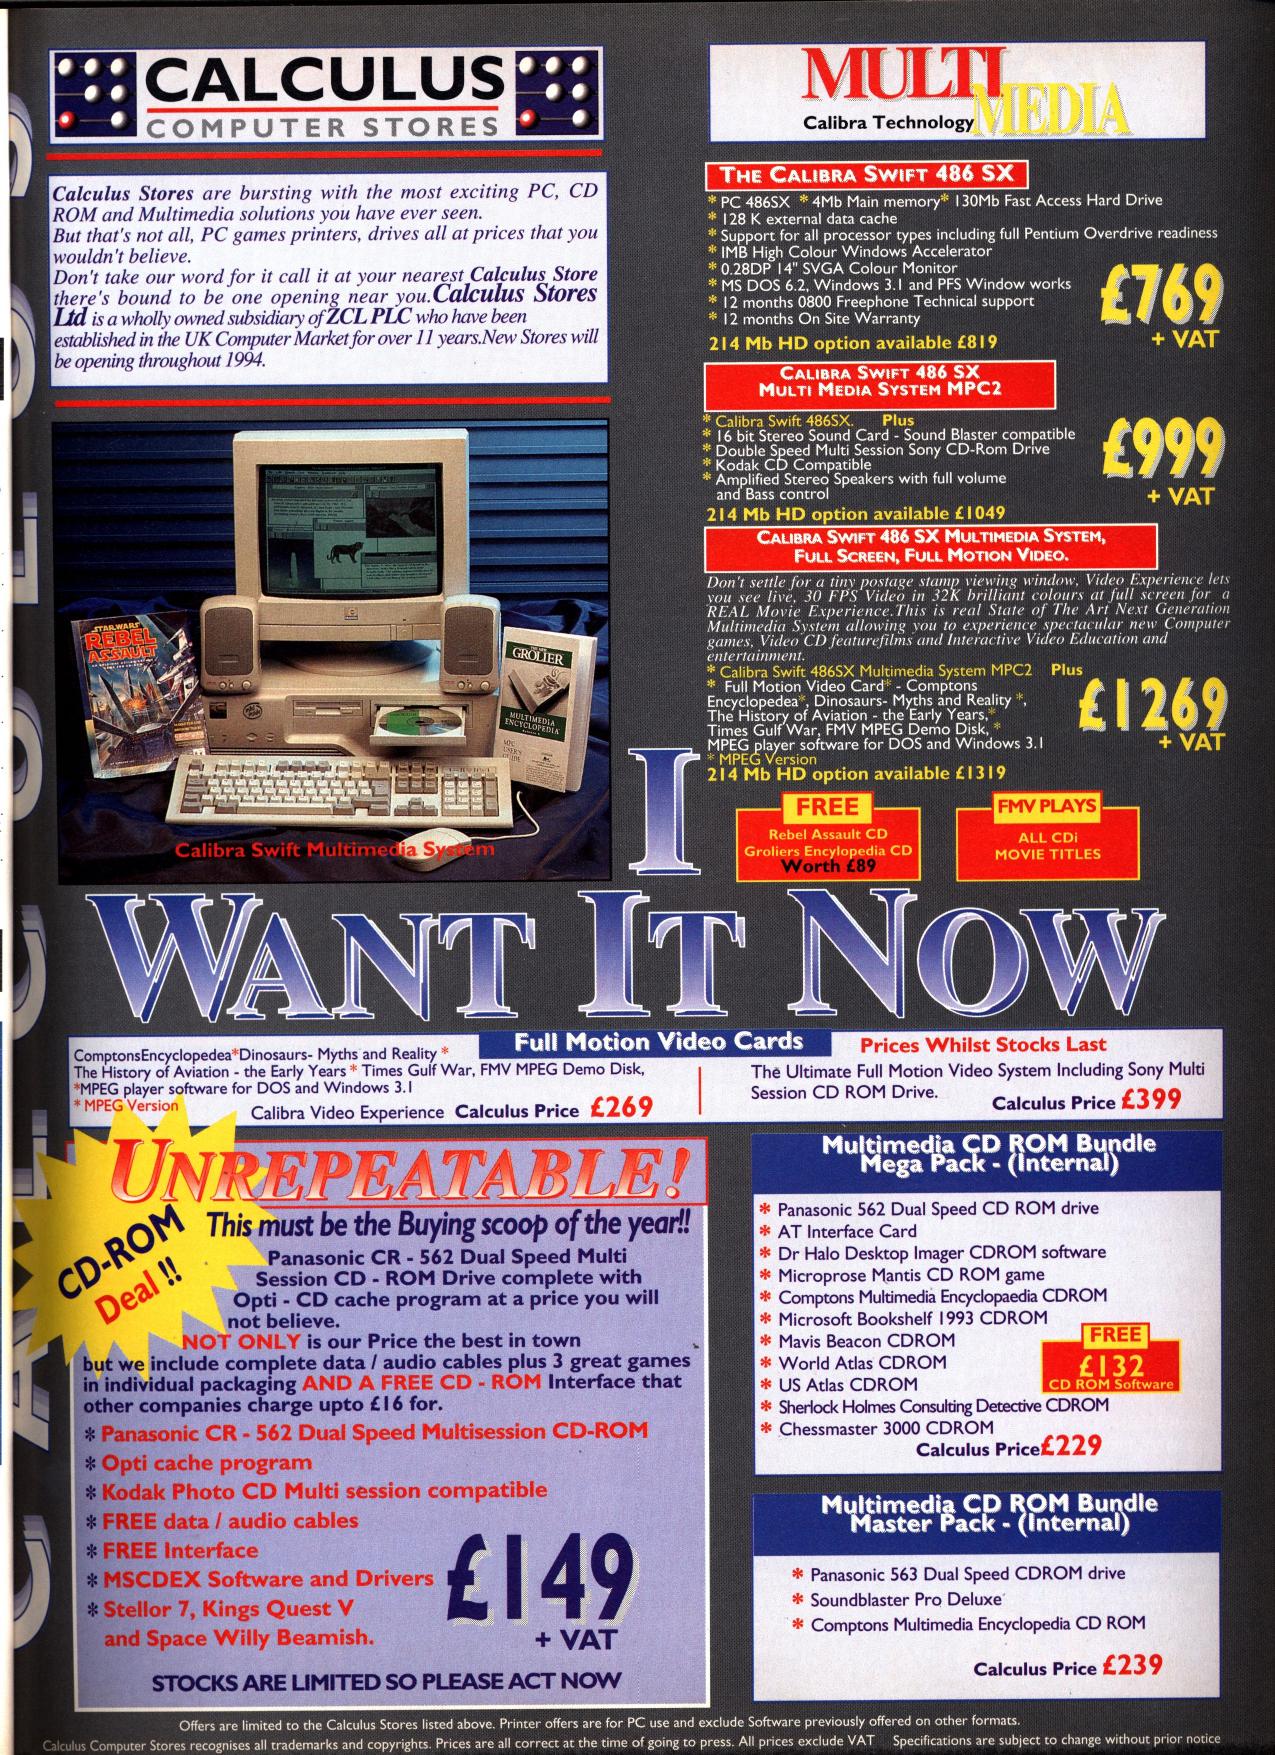 CALCULUS
COMPUTER STORES
Calculus Stores are bursting with the most exciting PC, CD
ROM and Multimedia solutions you have ever seen.
But that's not all, PC games printers, drives all at prices that you
wouldn't believe.
Don't take our word for it call it at your nearest Calculus Store
there's bound to be one opening near you.Calculus Stores
Ltd is a wholly owned subsidiary of ZCL PLC who have been
established in the UK Computer Market for over 11 years.New Stores will
be opening throughout 1994.
STAR WARS
REBEL
ASSAULT
THE NEW
GROLIER
MULTIMEDIA
ENCYCLOPEDIA
MPC
USER'S
GUIDE
Calibra Swift Multimedia System
MULTI
MEDIA
Calibra Technology
THE CALIBRA SWIFT 486 SX
* PC 486SX * 4Mb Main memory* 130Mb Fast Access Hard Drive
* 128 K external data cache
* Support for all processor types including full Pentium Overdrive readiness
* IMB High Colour Windows Accelerator
* 0.28DP 14" SVGA Colour Monitor
* MS DOS 6.2, Windows 3.1 and PFS Window works
* 12 months 0800 Freephone Technical support
* 12 months On Site Warranty
£769
+ VAT
214 Mb HD option available £819
CALIBRA SWIFT 486 SX
MULTI MEDIA SYSTEM MPC2
* Calibra Swift 486SX. Plus
* 16 bit Stereo Sound Card - Sound Blaster compatible
* Double Speed Multi Session Sony CD-Rom Drive
* Kodak CD Compatible
* Amplified Stereo Speakers with full volume
and Bass control
£999
+ VAT
214 Mb HD option available £1049
CALIBRA SWIFT 486 SX MULTIMEDIA SYSTEM,
FULL SCREEN, FULL MOTION VIDEO.
Don't settle for a tiny postage stamp viewing window, Video Experience lets
you see live, 30 FPS Video in 32K brilliant colours at full screen for a
REAL Movie Experience.This is real State of The Art Next Generation
Multimedia System allowing you to experience spectacular new Computer
games, Video CD featurefilms and Interactive Video Education and
entertainment.
* Calibra Swift 486SX Multimedia System MPC2 Plus
* Full Motion Video Card* - Comptons
Encyclopedea*, Dinosaurs- Myths and Reality *,
The History of Aviation - the Early Years,*
Times Gulf War, FMV MPEG Demo Disk, *
MPEG player software for DOS and Windows 3.1
* MPEG Version
£1269
+ VAT
214 Mb HD option available £1319
FREE
Rebel Assault CD
Groliers Encylopedia CD
Worth £89
FMV PLAYS
ALL CDi
MOVIE TITLES
I
WANT IT NOW
Full Motion Video Cards
Prices Whilst Stocks Last
ComptonsEncyclopedea*Dinosaurs- Myths and Reality *
The History of Aviation - the Early Years * Times Gulf War, FMV MPEG Demo Disk,
*MPEG player software for DOS and Windows 3.1
* MPEG Version
Calibra Video Experience Calculus Price £269
The Ultimate Full Motion Video System Including Sony Multi
Session CD ROM Drive.
Calculus Price £399
UNREPEATABLE!
CD-ROM
Deal !!
This must be the Buying scoop of the year!!
Panasonic CR - 562 Dual Speed Multi
Session CD - ROM Drive complete with
Opti - CD cache program at a price you will
not believe.
NOT ONLY is our Price the best in town
but we include complete data / audio cables plus 3 great games
in individual packaging AND A FREE CD - ROM Interface that
other companies charge upto £16 for.
* Panasonic CR - 562 Dual Speed Multisession CD-ROM
* Opti cache program
* Kodak Photo CD Multi session compatible
* FREE data / audio cables
* FREE Interface
* MSCDEX Software and Drivers
* Stellor 7, Kings Quest V
and Space Willy Beamish.
£149
+ VAT
STOCKS ARE LIMITED SO PLEASE ACT NOW
Multimedia CD ROM Bundle
Mega Pack - (Internal)
* Panasonic 562 Dual Speed CD ROM drive
* AT Interface Card
* Dr Halo Desktop Imager CDROM software
* Microprose Mantis CD ROM game
* Comptons Multimedia Encyclopaedia CDROM
* Microsoft Bookshelf 1993 CDROM
* Mavis Beacon CDROM
* World Atlas CDROM
* US Atlas CDROM
* Sherlock Holmes Consulting Detective CDROM
* Chessmaster 3000 CDROM
FREE
£132
CD ROM Software
Calculus Price£229
Multimedia CD ROM Bundle
Master Pack - (Internal)
* Panasonic 563 Dual Speed CDROM drive
* Soundblaster Pro Deluxe
* Comptons Multimedia Encyclopedia CD ROM
Calculus Price £239
Offers are limited to the Calculus Stores listed above. Printer offers are for PC use and exclude Software previously offered on other formats.
Calculus Computer Stores recognises all trademarks and copyrights. Prices are all correct at the time of going to press. All prices exclude VAT Specifications are subject to change without prior notice